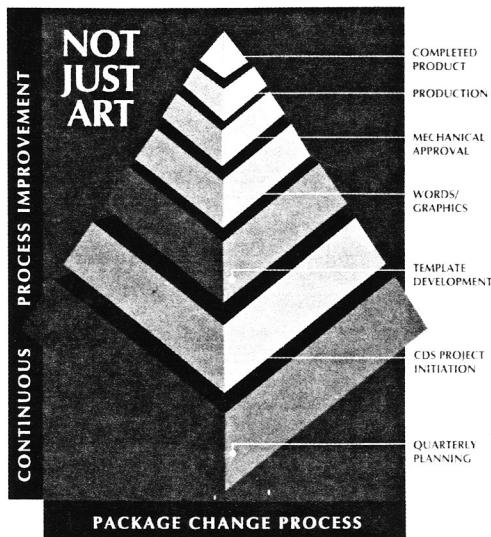 NOT
JUST
ART
COMPLETED
PRODUCT
PRODUCTION
MECHANICAL
APPROVAL
WORDS/
GRAPHICS
TEMPLATE
DEVELOPMENT
CDS PROJECT
INITIATION
QUARTERLY
PLANNING
CONTINUOUS PROCESS IMPROVEMENT
PACKAGE CHANGE PROCESS